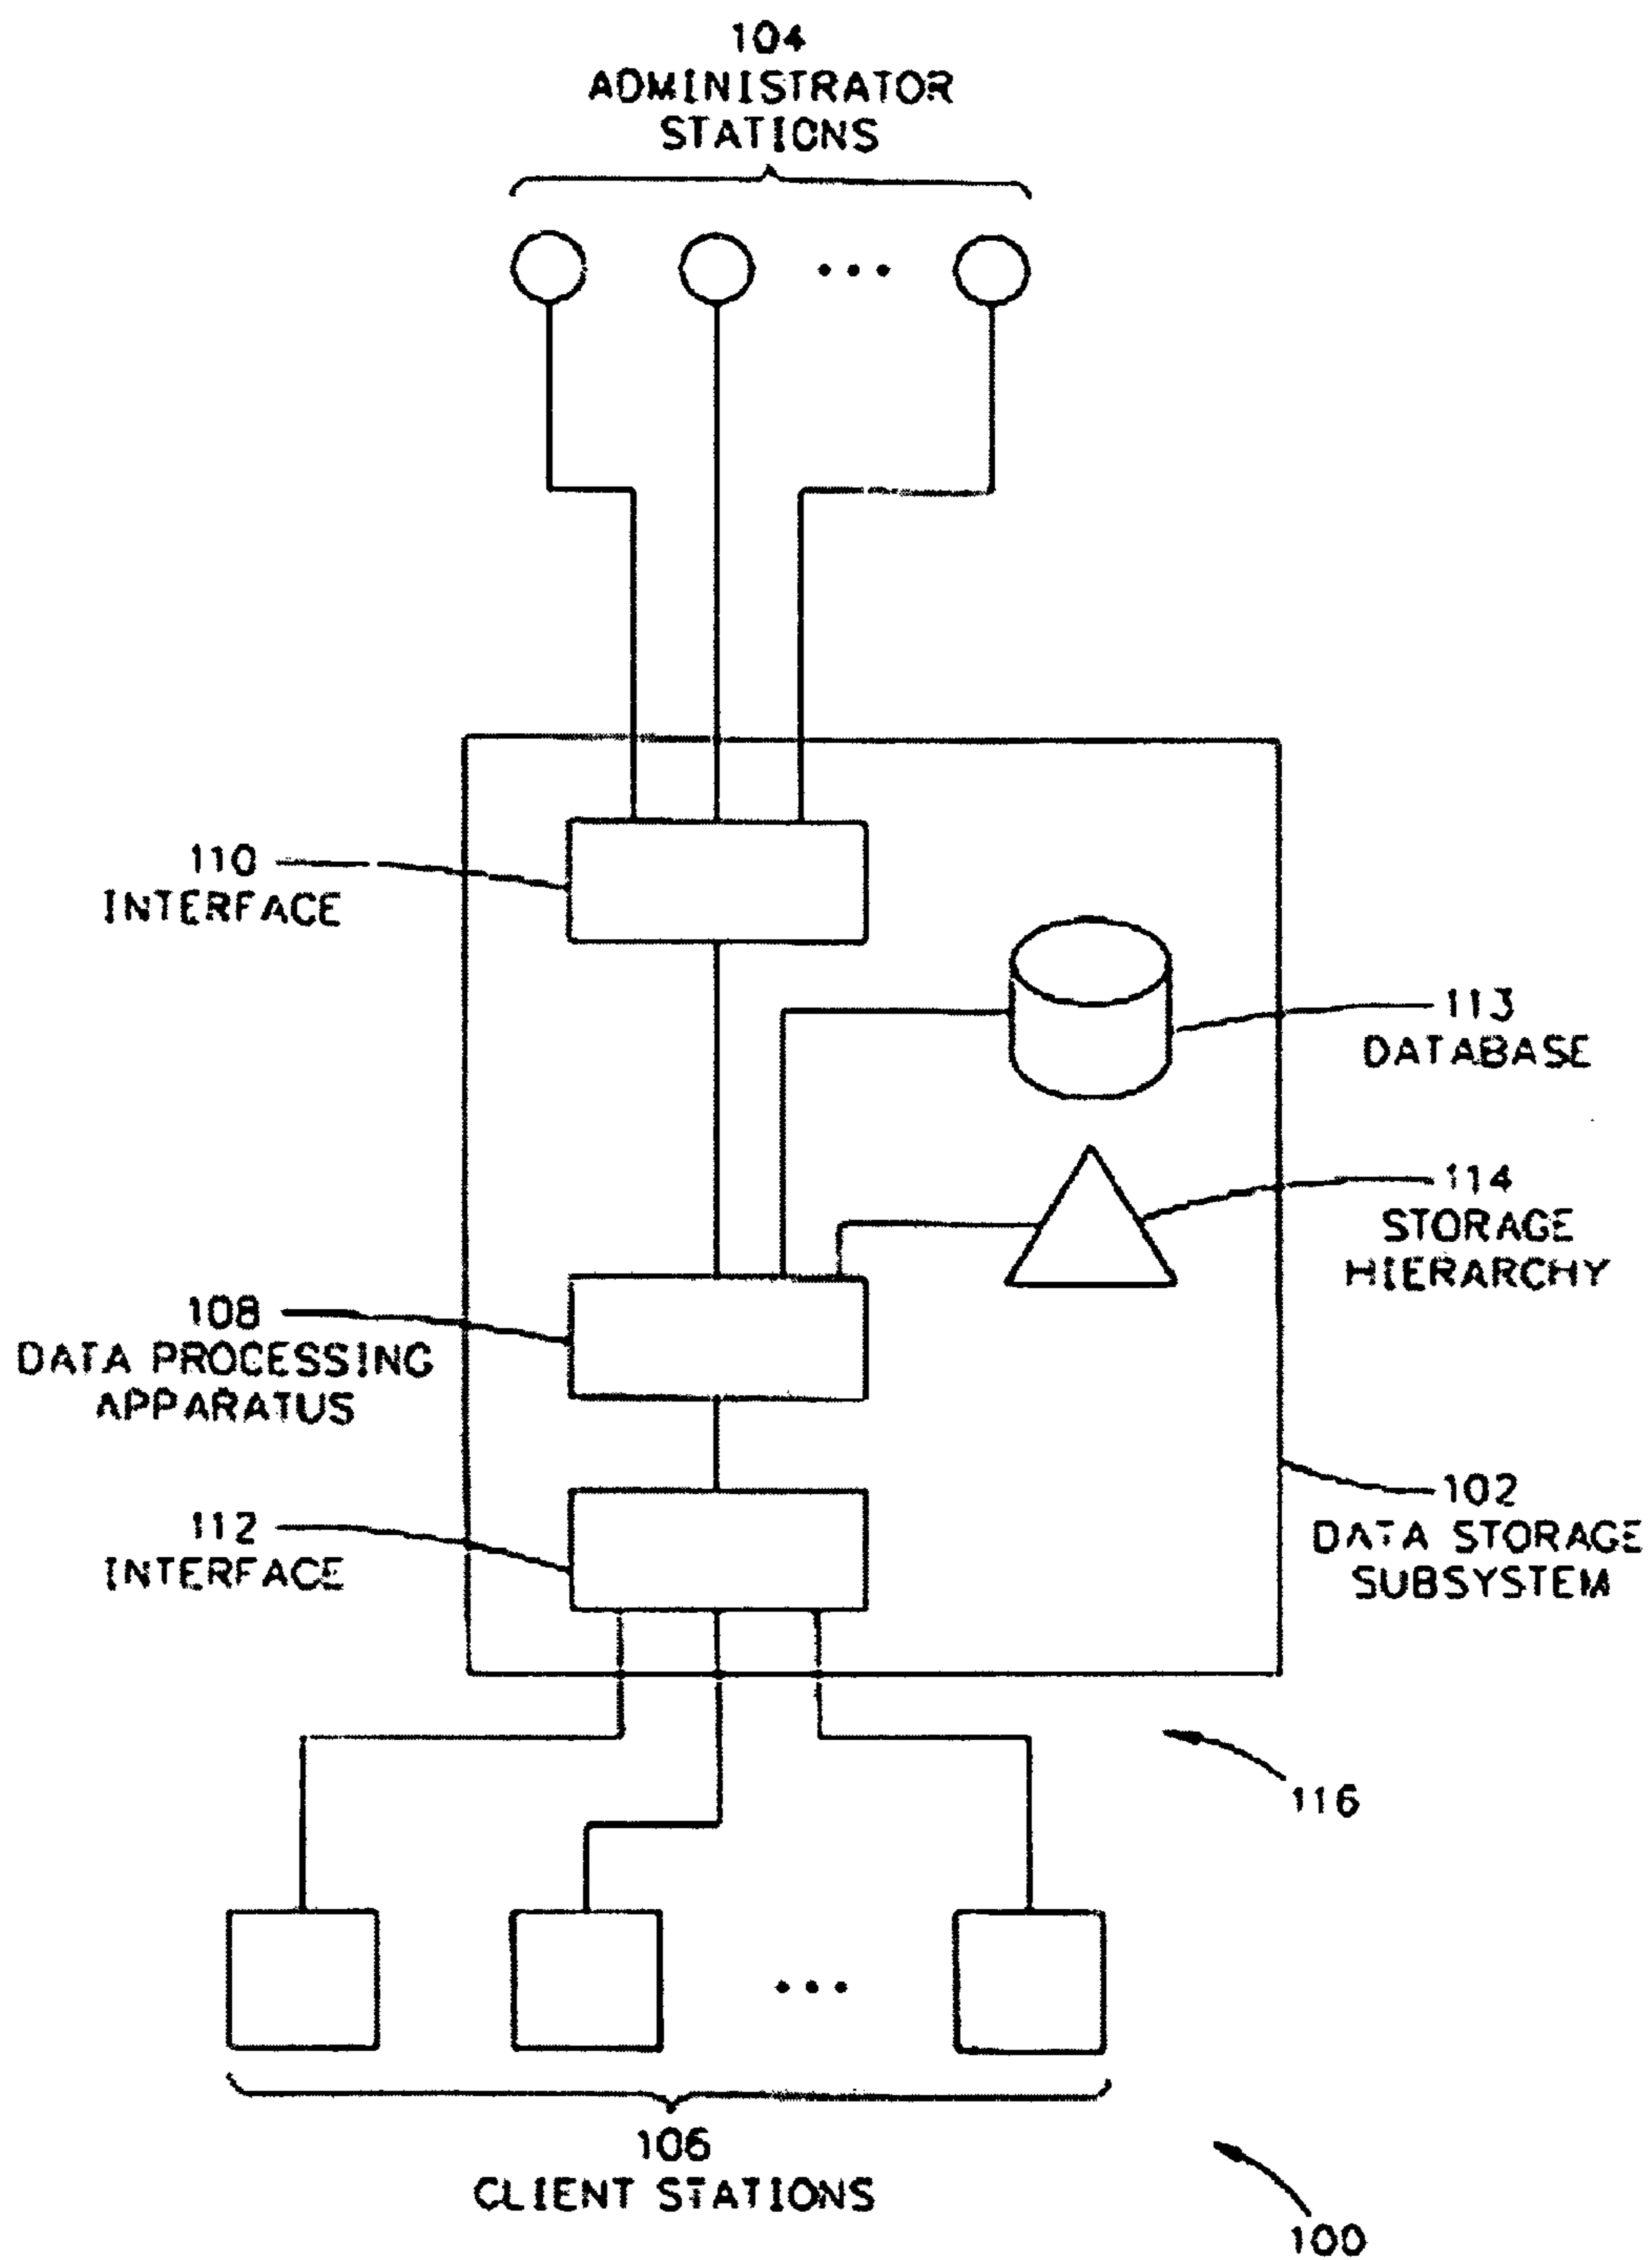 104
ADMINISTRATOR
STATIONS
110
INTERFACE
113
DATABASE
114
STORAGE
HIERARCHY
108
DATA PROCESSING
APPARATUS
102
DATA STORAGE
SUBSYSTEM
112
INTERFACE
116
106
CLIENT STATIONS
100